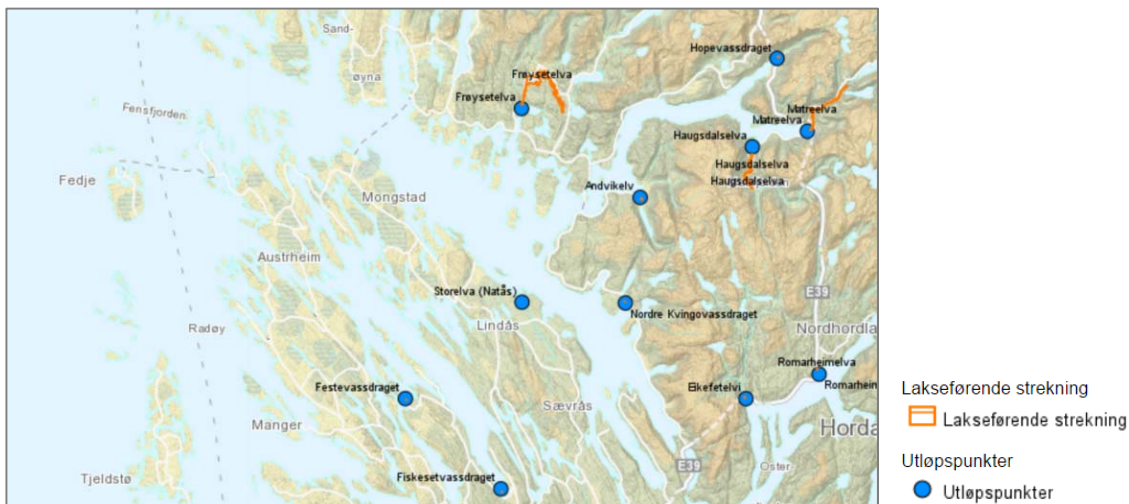 Sand-
øyna
Hopevassdraget
Frøysetelva
Frøysetelva
Fensfjorden
Matreelva
Matreelva
Haugsdalselva
Haugsdalselva
Haugsdalselva
Fedje
Mongstad
Andvikelv
Austrheim
Storelva (Natås)
E39
Nordre Kvingovassdraget
Lindås
Radøy
Nordhordla
Romarheimelva
Romarheim
Festevassdraget
Eikefetelvi
Sævrås
Manger
Horda
E39
Oster-
Tjeldstø
Fiskesetvassdraget
Lakseførende strekning
Lakseførende strekning
Utløpspunkter
Utløpspunkter